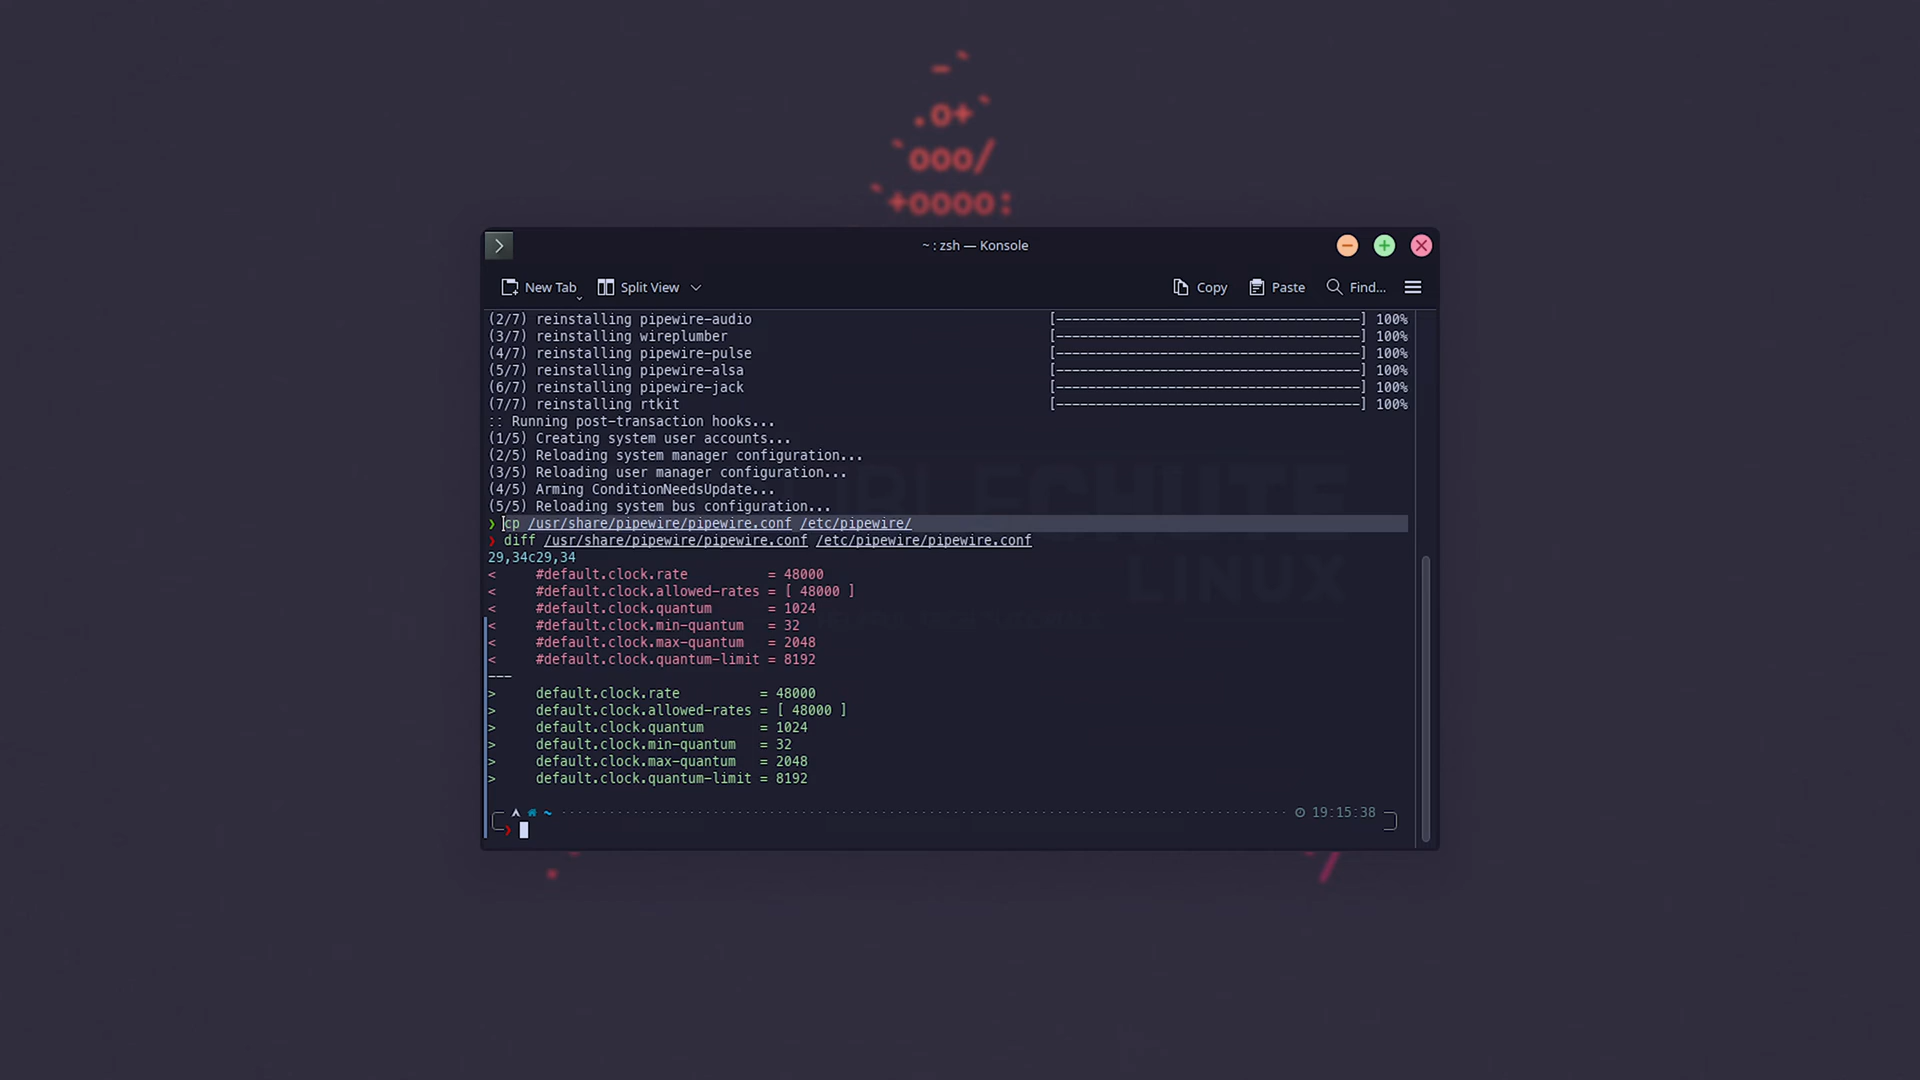 -`
.o+`
`ooo/
`+oooo:
~ : zsh — Konsole
New Tab Split View Copy Paste Find...
(2/7) reinstalling pipewire-audio [------------------------------------] 100%
(3/7) reinstalling wireplumber [------------------------------------] 100%
(4/7) reinstalling pipewire-pulse [------------------------------------] 100%
(5/7) reinstalling pipewire-alsa [------------------------------------] 100%
(6/7) reinstalling pipewire-jack [------------------------------------] 100%
(7/7) reinstalling rtkit [------------------------------------] 100%
:: Running post-transaction hooks...
(1/5) Creating system user accounts...
(2/5) Reloading system manager configuration...
(3/5) Reloading user manager configuration...
(4/5) Arming ConditionNeedsUpdate...
(5/5) Reloading system bus configuration...
❯ cp /usr/share/pipewire/pipewire.conf /etc/pipewire/
❯ diff /usr/share/pipewire/pipewire.conf /etc/pipewire/pipewire.conf
29,34c29,34
< #default.clock.rate = 48000
< #default.clock.allowed-rates = [ 48000 ]
< #default.clock.quantum = 1024
< #default.clock.min-quantum = 32
< #default.clock.max-quantum = 2048
< #default.clock.quantum-limit = 8192
---
> default.clock.rate = 48000
> default.clock.allowed-rates = [ 48000 ]
> default.clock.quantum = 1024
> default.clock.min-quantum = 32
> default.clock.max-quantum = 2048
> default.clock.quantum-limit = 8192
LINUX
~ 19:15:38
❯